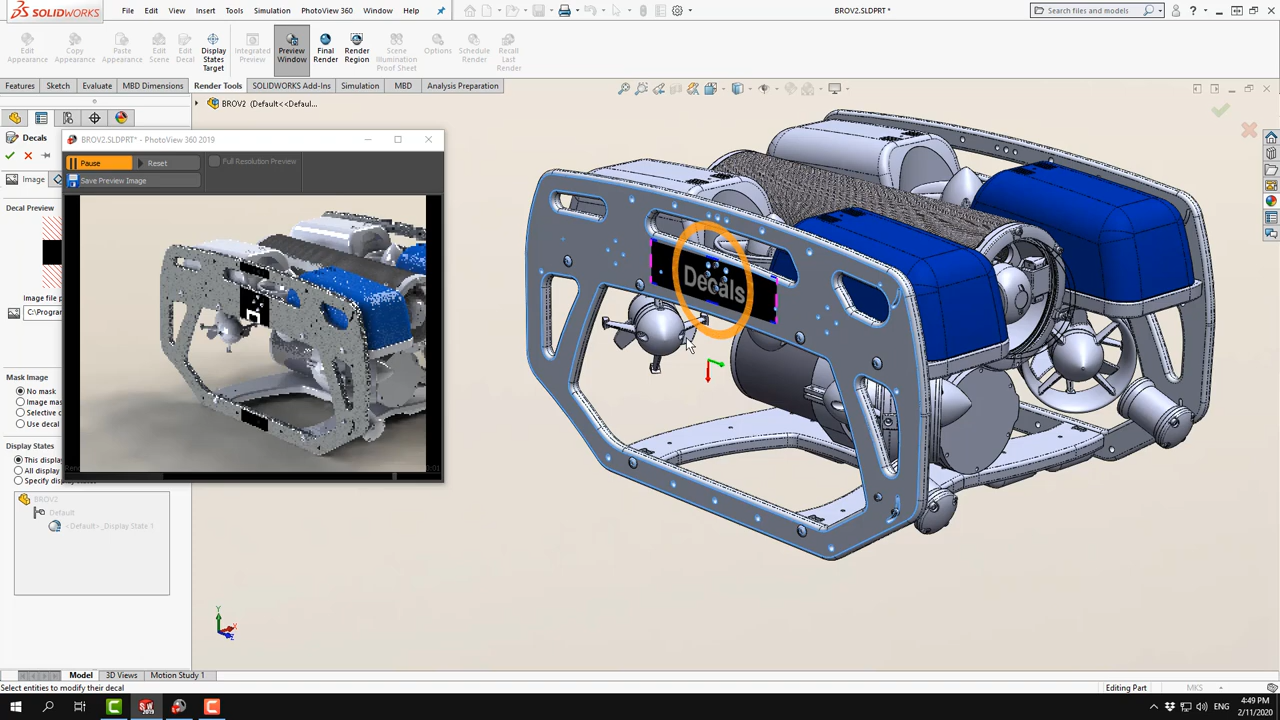 SOLIDWORKS File Edit View Insert Tools Simulation PhotoView 360 Window Help BROV2.SLDPRT * Search files and models
Edit Appearance Copy Appearance Paste Appearance Edit Scene Edit Decal Display States Target Integrated Preview Preview Window Final Render Render Region Scene Illumination Proof Sheet Options Schedule Render Recall Last Render
Features Sketch Evaluate MBD Dimensions Render Tools SOLIDWORKS Add-Ins Simulation MBD Analysis Preparation
BROV2 (Default<<Defaul...
Decals
BROV2.SLDPRT* - PhotoView 360 2019
Pause Reset Full Resolution Preview
Save Preview Image
Image
Decal Preview
Decals
Image file p
C:\Program
Mask Image
No mask
Image mas
Selective c
Use decal
Display States
This displa
All display
Specify display states
BROV2
Default
<Default>_Display State 1
Y
X
Z
Model 3D Views Motion Study 1
Select entities to modify their decal Editing Part MKS
ENG 4:49 PM
2/11/2020